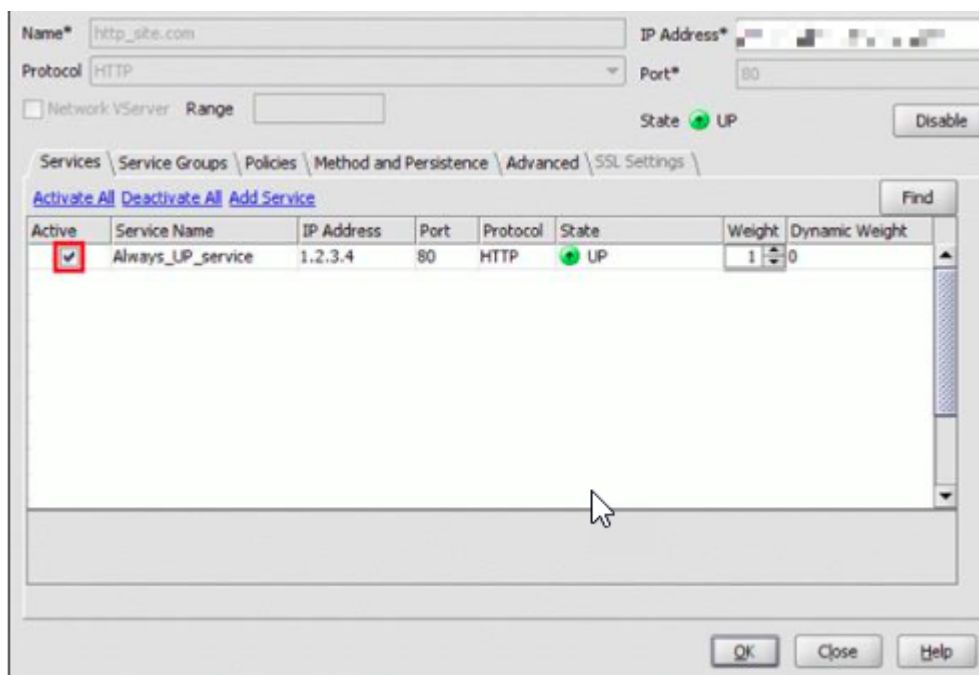 Name* http_site.com IP Address*
Protocol HTTP Port* 80
Network VServer Range
State UP Disable
Services Service Groups Policies Method and Persistence Advanced SSL Settings
Activate All Deactivate All Add Service Find
Active Service Name IP Address Port Protocol State Weight Dynamic Weight
Always_UP_service 1.2.3.4 80 HTTP UP 1 0
OK Close Help